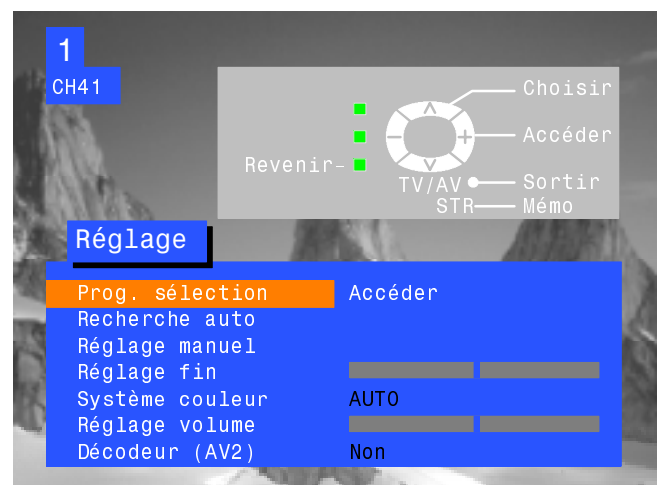 1
CH41
Choisir
Accéder
Revenir
TV/AV Sortir
STR Mémo
Réglage
Prog. sélection Accéder
Recherche auto
Réglage manuel
Réglage fin
Système couleur AUTO
Réglage volume
Décodeur (AV2) Non